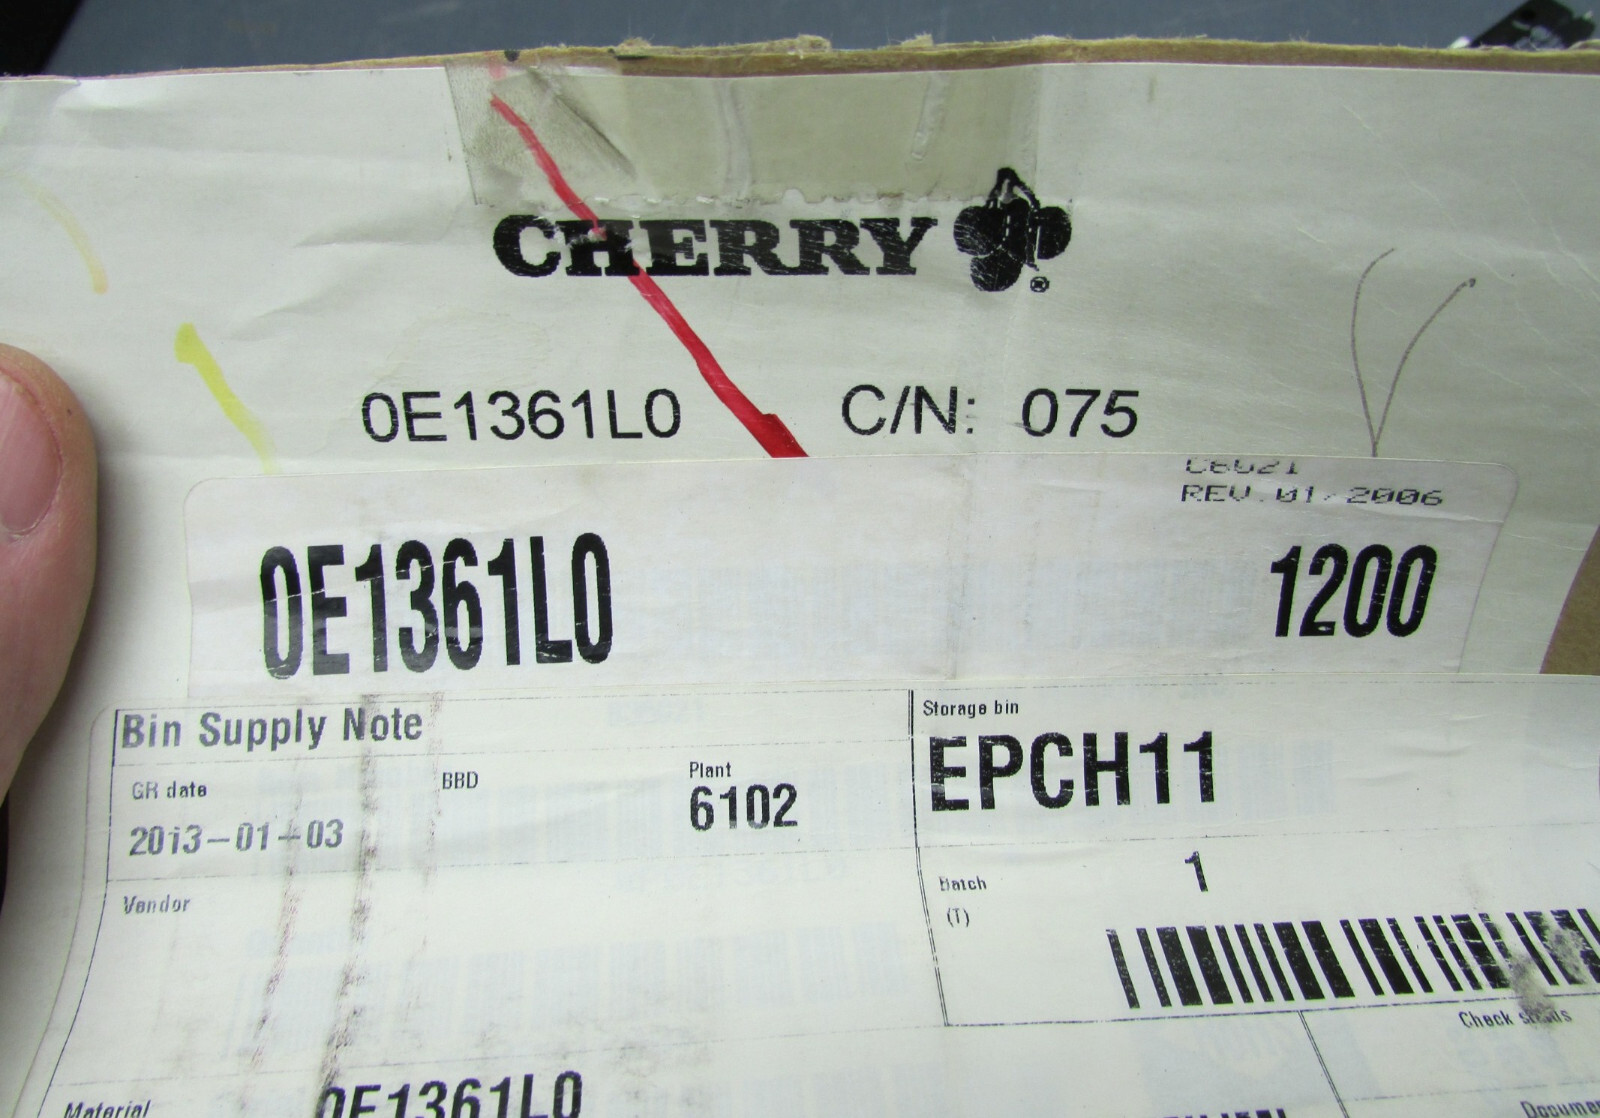 CHERRY
®
0E1361L0 C/N: 075
REV.01/2006
0E1361L0 1200
Bin Supply Note
Storage bin
EPCH11
GR date BBD Plant
2013-01-03 6102
Batch 1
(T)
Vendor
Check
Material 0E1361L0